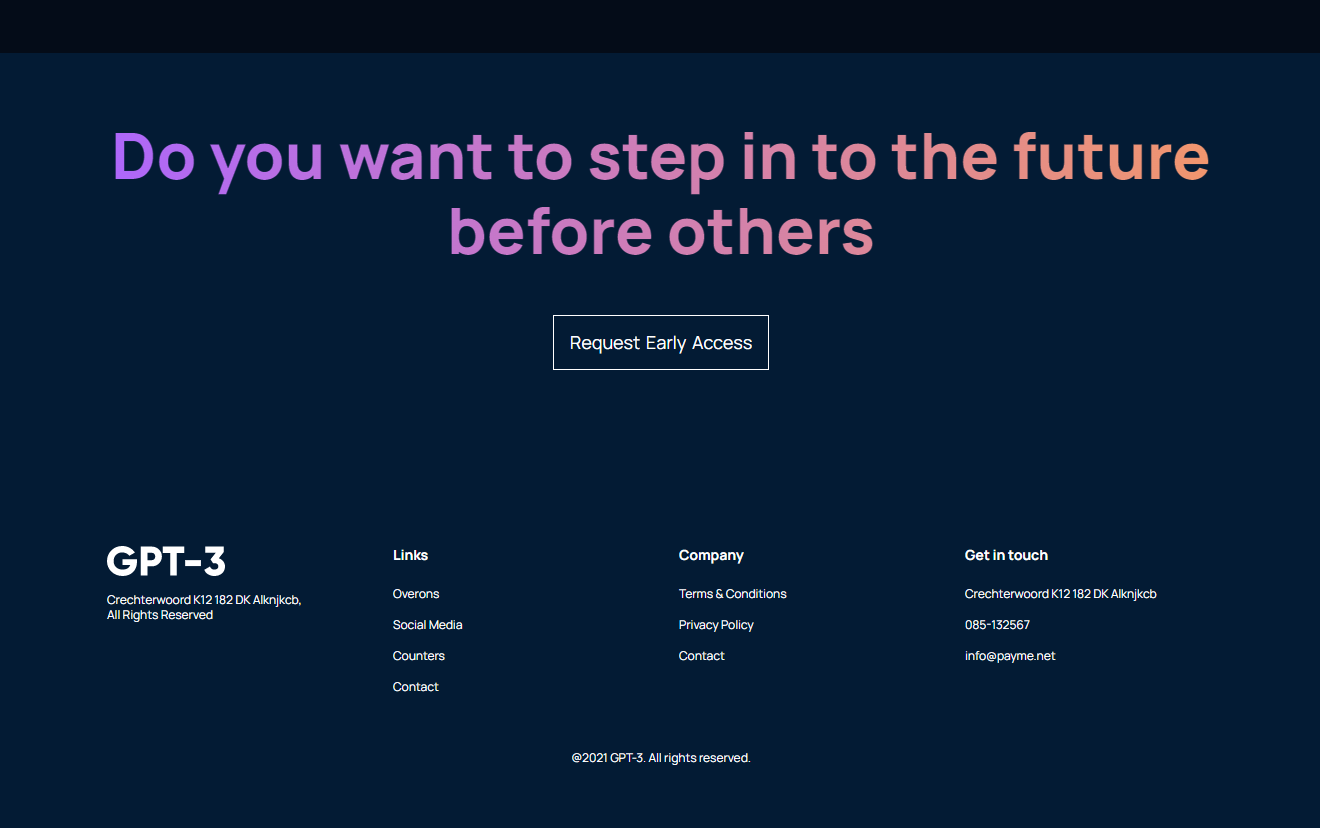 Do you want to step in to the future
before others
Request Early Access
GPT-3
Crechterwoord K12 182 DK Alknjkcb,
All Rights Reserved
Links
Overons
Social Media
Counters
Contact
Company
Terms & Conditions
Privacy Policy
Contact
Get in touch
Crechterwoord K12 182 DK Alknjkcb
085-132567
info@payme.net
@2021 GPT-3. All rights reserved.